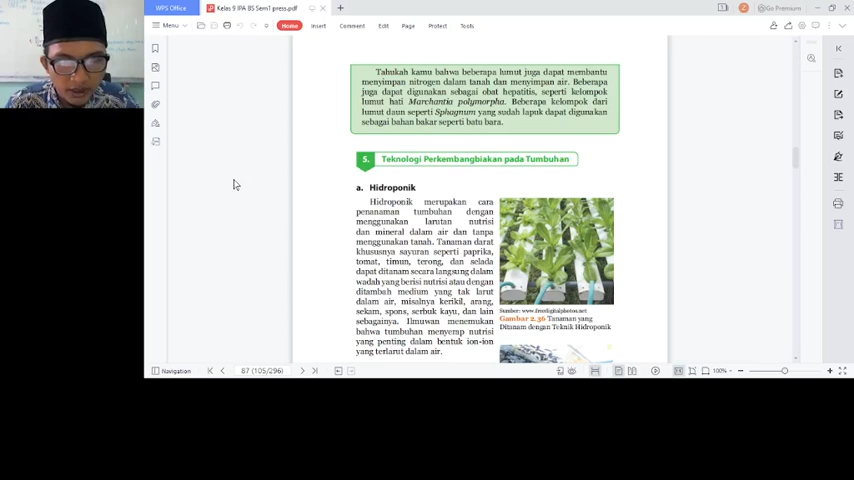 WPS Office
Kelas 9 IPA BS Sem1 press.pdf
Menu
Home
Insert
Comment
Edit
Page
Protect
Tools
Go Premium
Tahukah kamu bahwa beberapa lumut juga dapat membantu
menyimpan nitrogen dalam tanah dan menyimpan air. Beberapa
juga dapat digunakan sebagai obat hepatitis, seperti kelompok
lumut hati Marchantia polymorpha. Beberapa kelompok dari
lumut daun seperti Sphagnum yang sudah lapuk dapat digunakan
sebagai bahan bakar seperti batu bara.
5. Teknologi Perkembangbiakan pada Tumbuhan
a. Hidroponik
Hidroponik merupakan cara
penanaman tumbuhan dengan
menggunakan larutan nutrisi
dan mineral dalam air dan tanpa
menggunakan tanah. Tanaman darat
khususnya sayuran seperti paprika,
tomat, timun, terong, dan selada
dapat ditanam secara langsung dalam
wadah yang berisi nutrisi atau dengan
ditambah medium yang tak larut
dalam air, misalnya kerikil, arang,
sekam, spons, serbuk kayu, dan lain
sebagainya. Ilmuwan menemukan
bahwa tumbuhan menyerap nutrisi
yang penting dalam bentuk ion-ion
yang terlarut dalam air.
Sumber: www.freedigitalphotos.net
Gambar 2.36 Tanaman yang
Ditanam dengan Teknik Hidroponik
Navigation
87 (105/296)
100%